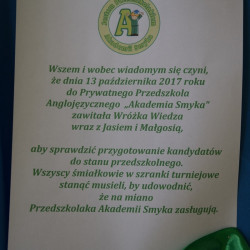 Wszem i wobec wiadomym się czyni,
że dnia 13 października 2017 roku
do Prywatnego Przedszkola
Anglojęzycznego „Akademia Smyka"
zawitała Wróżka Wiedza
wraz z Jasiem i Małgosią,
aby sprawdzić przygotowanie kandydatów
do stanu przedszkolnego.
Wszyscy śmiałkowie w szranki turniejowe
stanąć musieli, by udowodnić,
że na miano
Przedszkolaka Akademii Smyka zasługują.